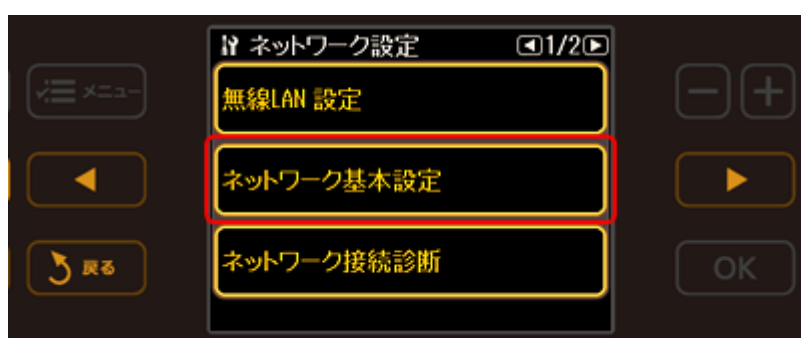 ネットワーク設定 1/2
メニュー
無線LAN 設定
ネットワーク基本設定
戻る
ネットワーク接続診断
OK